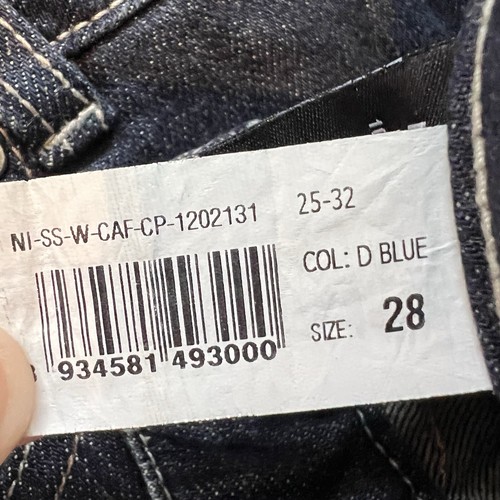 NI-SS-W-CAF-CP-1202131 25-32
COL: D BLUE
SIZE: 28
934581 493000